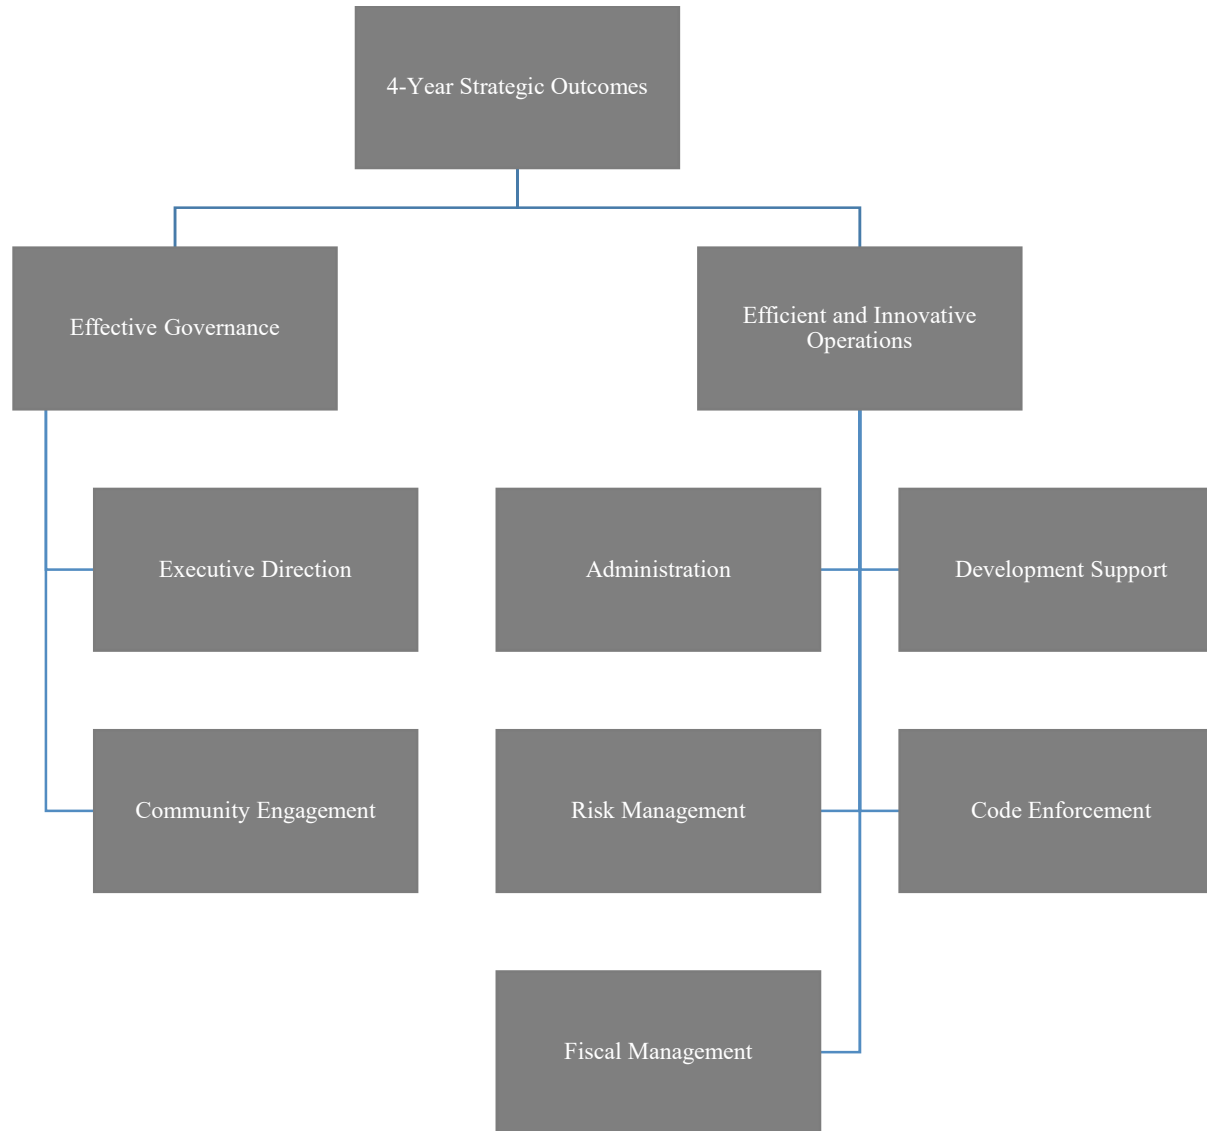 4-Year Strategic Outcomes
Effective Governance
Efficient and Innovative
Operations
Executive Direction
Administration
Development Support
Community Engagement
Risk Management
Code Enforcement
Fiscal Management